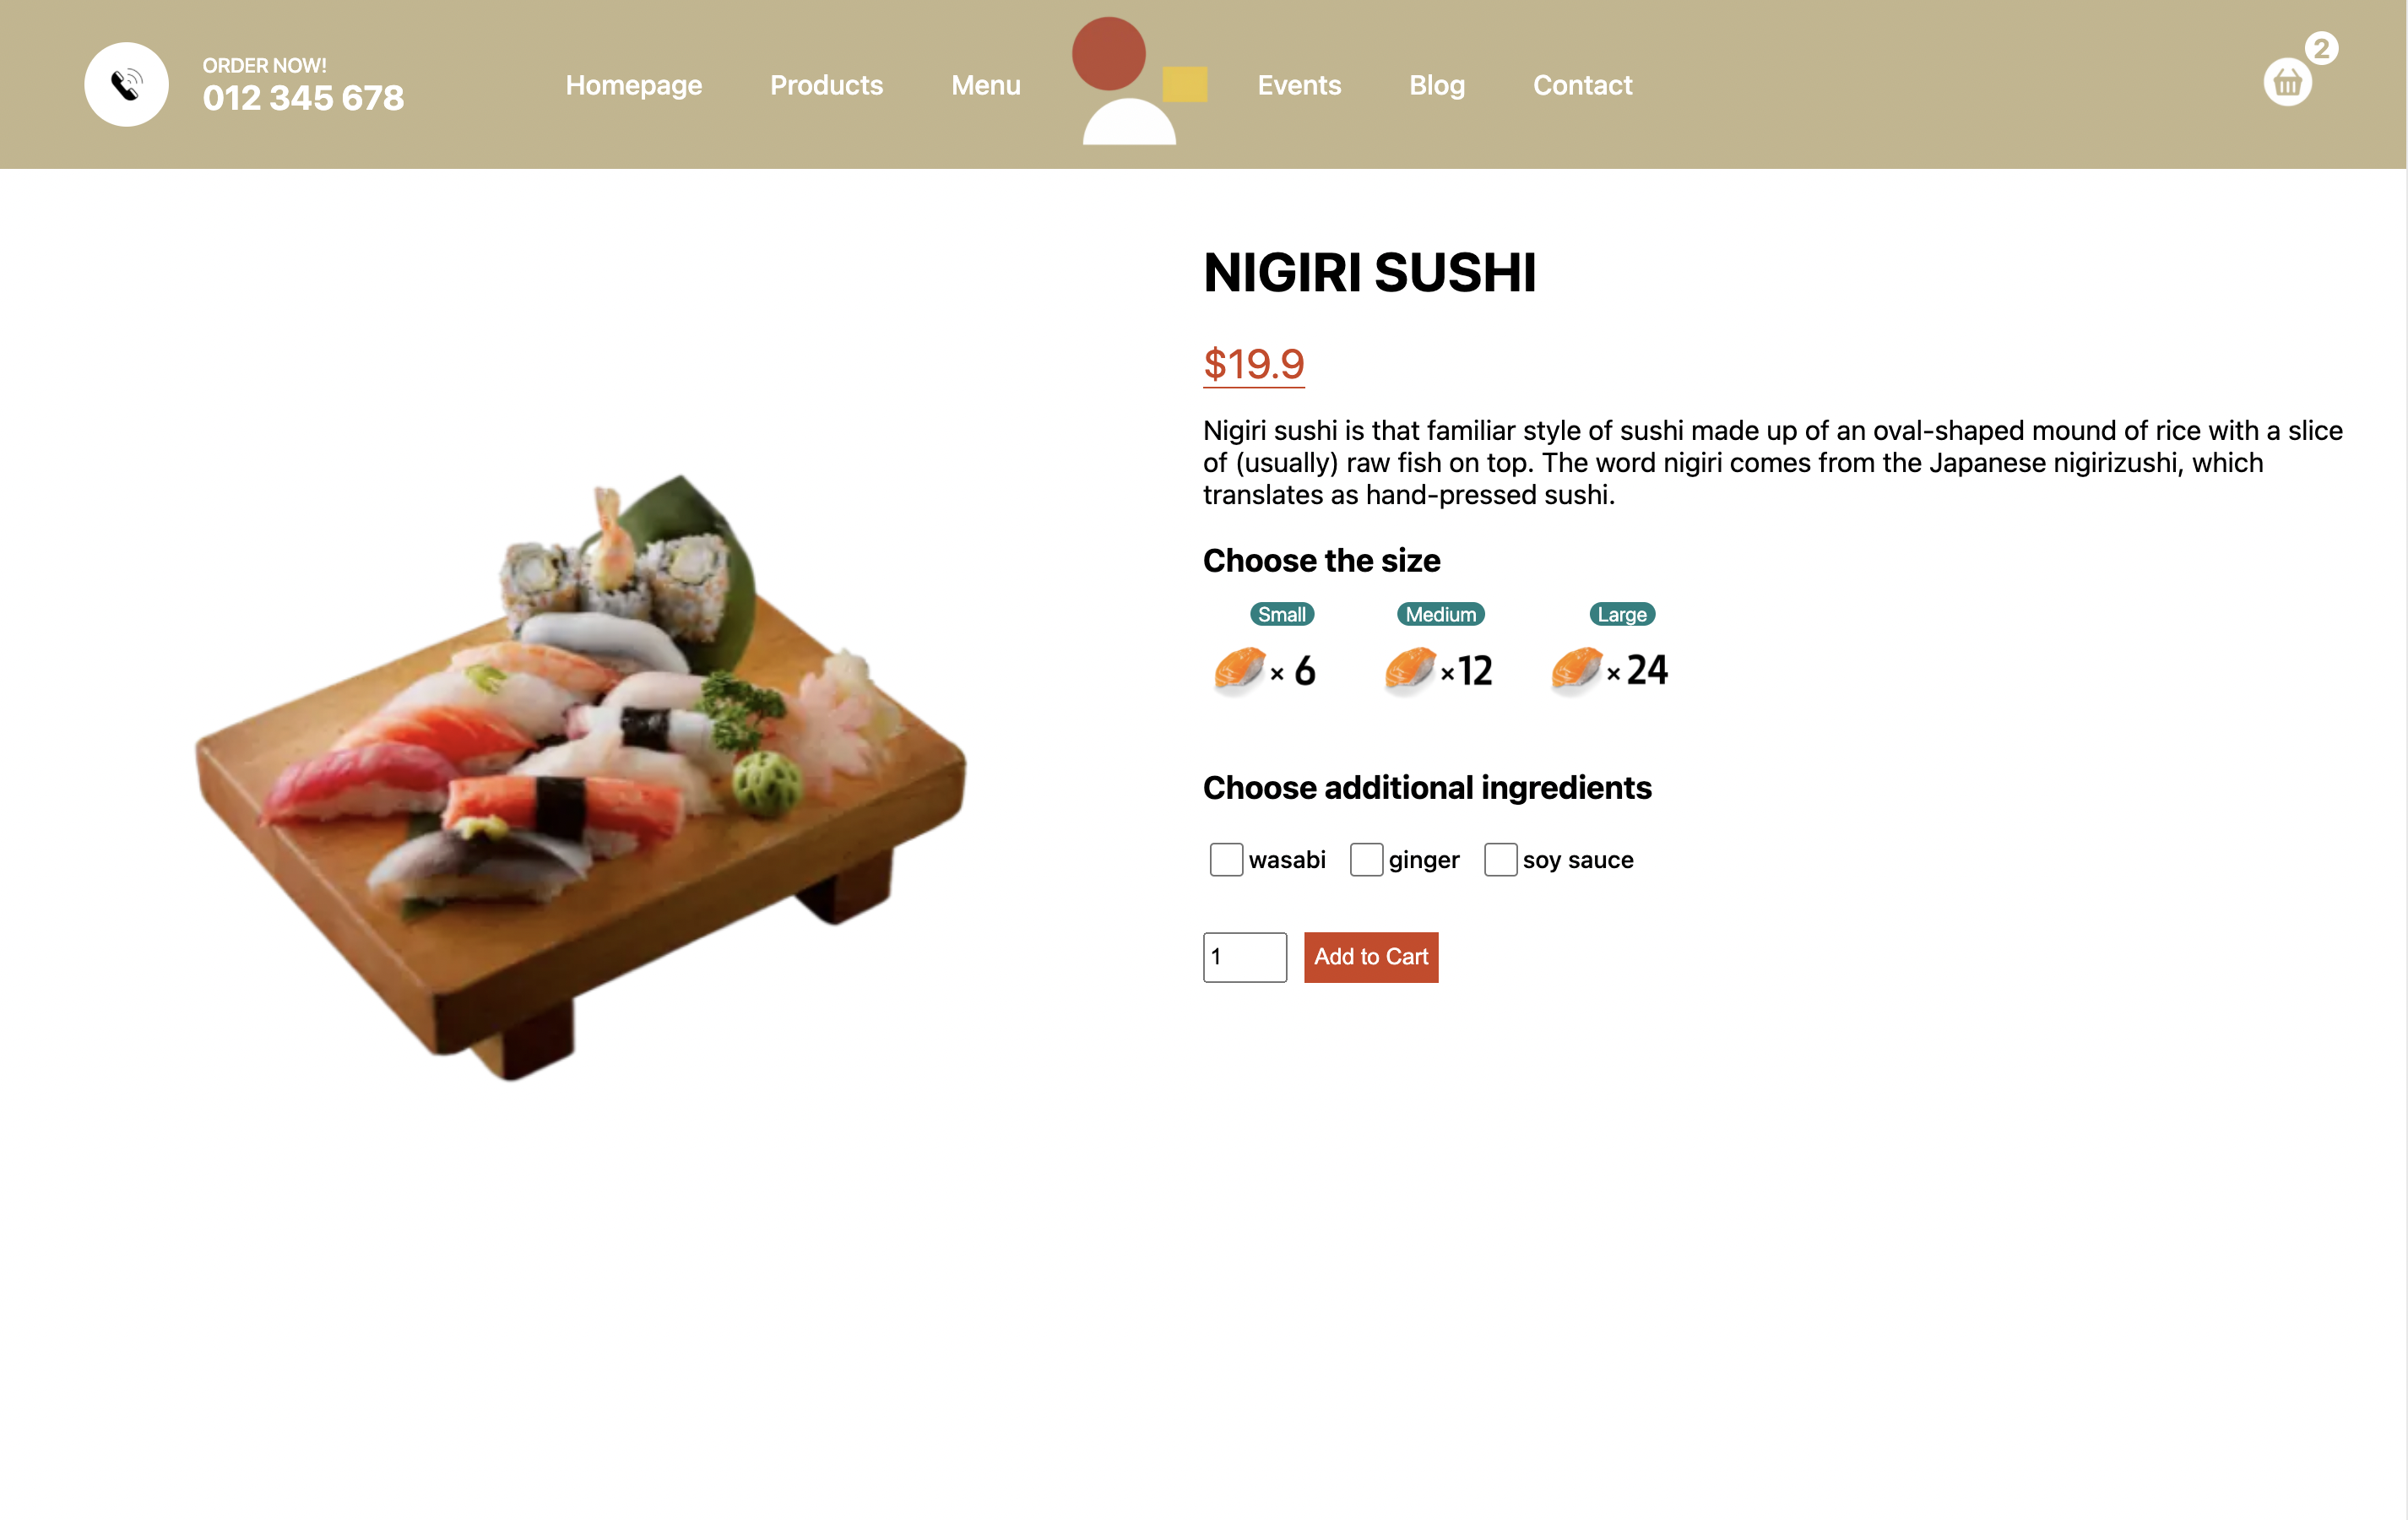 ORDER NOW!
012 345 678
Homepage
Products
Menu
Events
Blog
Contact
2
NIGIRI SUSHI
$19.9
Nigiri sushi is that familiar style of sushi made up of an oval-shaped mound of rice with a slice
of (usually) raw fish on top. The word nigiri comes from the Japanese nigirizushi, which
translates as hand-pressed sushi.
Choose the size
Small
Medium
Large
× 6
×12
× 24
Choose additional ingredients
wasabi
ginger
soy sauce
1
Add to Cart